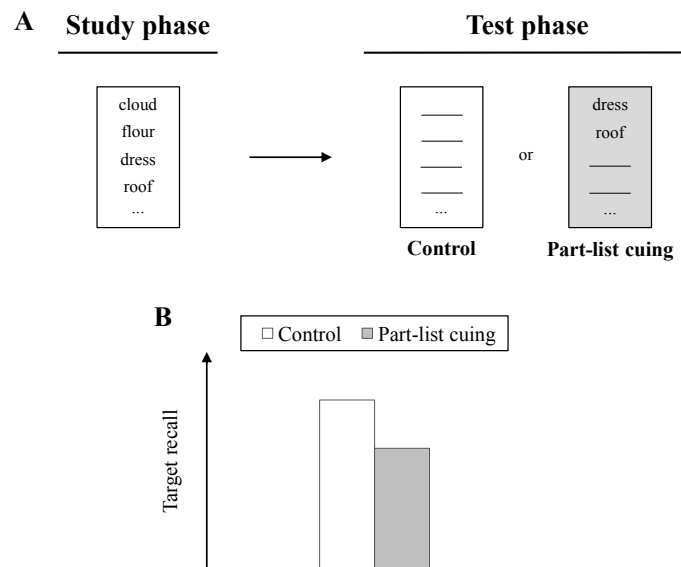 A
Study phase
Test phase
cloud
flour
dress
roof
...
...
or
dress
roof
...
Control
Part-list cuing
B
Control
Part-list cuing
Target recall